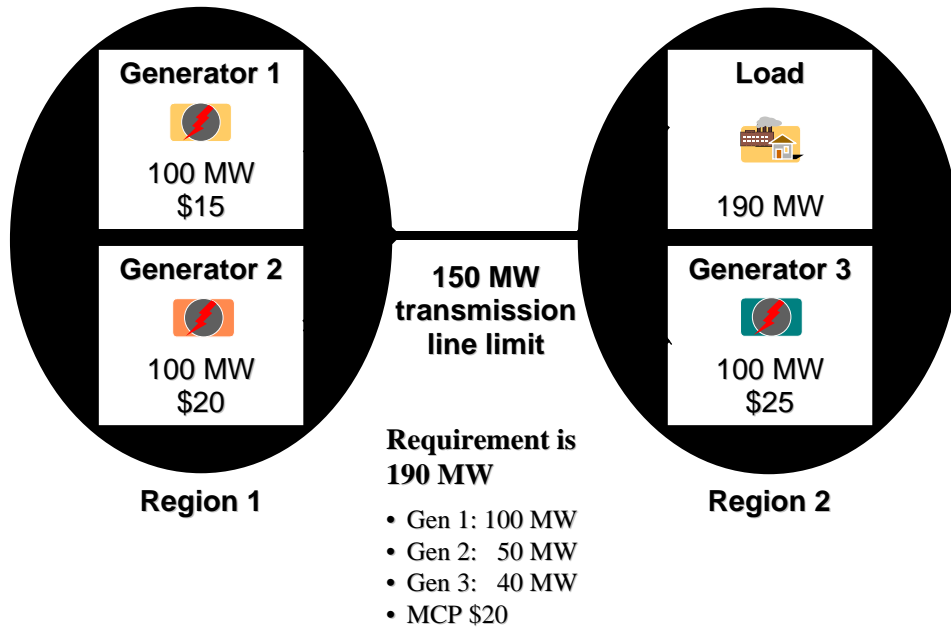 Generator 1
100 MW
$15
Generator 2
100 MW
$20
Region 1
150 MW
transmission
line limit
Load
190 MW
Generator 3
100 MW
$25
Region 2
Requirement is
190 MW
• Gen 1: 100 MW
• Gen 2: 50 MW
• Gen 3: 40 MW
• MCP $20